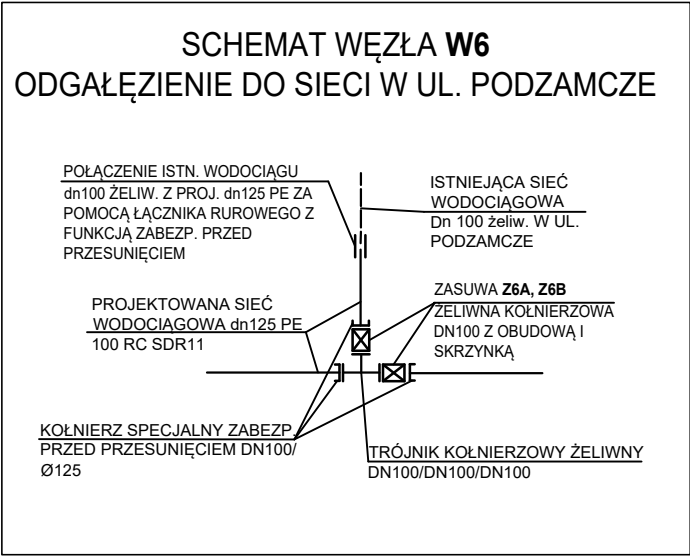 SCHEMAT WĘZŁA W6
ODGAŁĘZIENIE DO SIECI W UL. PODZAMCZE
POŁĄCZENIE ISTN. WODOCIĄGU
dn100 ŻELIW. Z PROJ. dn125 PE ZA
POMOCĄ ŁĄCZNIKA RUROWEGO Z
FUNKCJĄ ZABEZP. PRZED
PRZESUNIĘCIEM
ISTNIEJĄCA SIEĆ
WODOCIĄGOWA
Dn 100 żeliw. W UL.
PODZAMCZE
PROJEKTOWANA SIEĆ
WODOCIĄGOWA dn125 PE
100 RC SDR11
ZASUWA Z6A, Z6B
ŻELIWNA KOŁNIERZOWA
DN100 Z OBUDOWĄ I
SKRZYNKĄ
KOŁNIERZ SPECJALNY ZABEZP.
PRZED PRZESUNIĘCIEM DN100/
Ø125
TRÓJNIK KOŁNIERZOWY ŻELIWNY
DN100/DN100/DN100